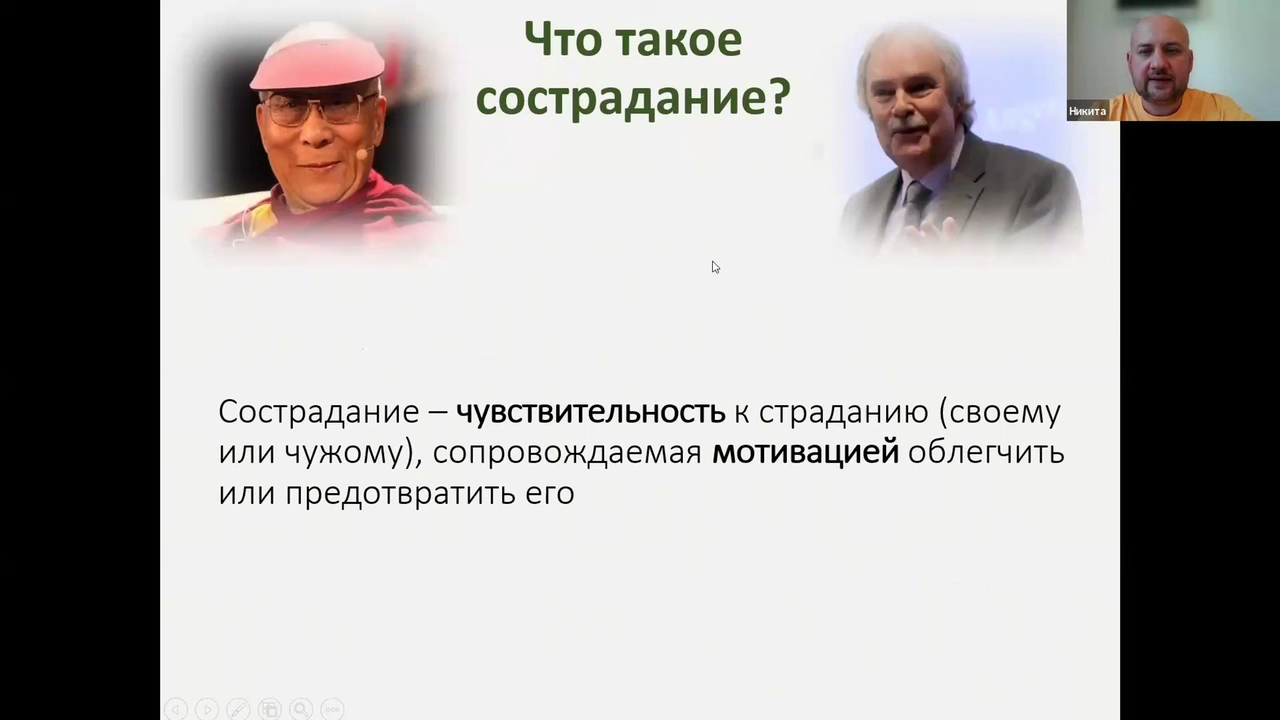 Что такое
сострадание?
Никита
Сострадание – чувствительность к страданию (своему
или чужому), сопровождаемая мотивацией облегчить
или предотвратить его